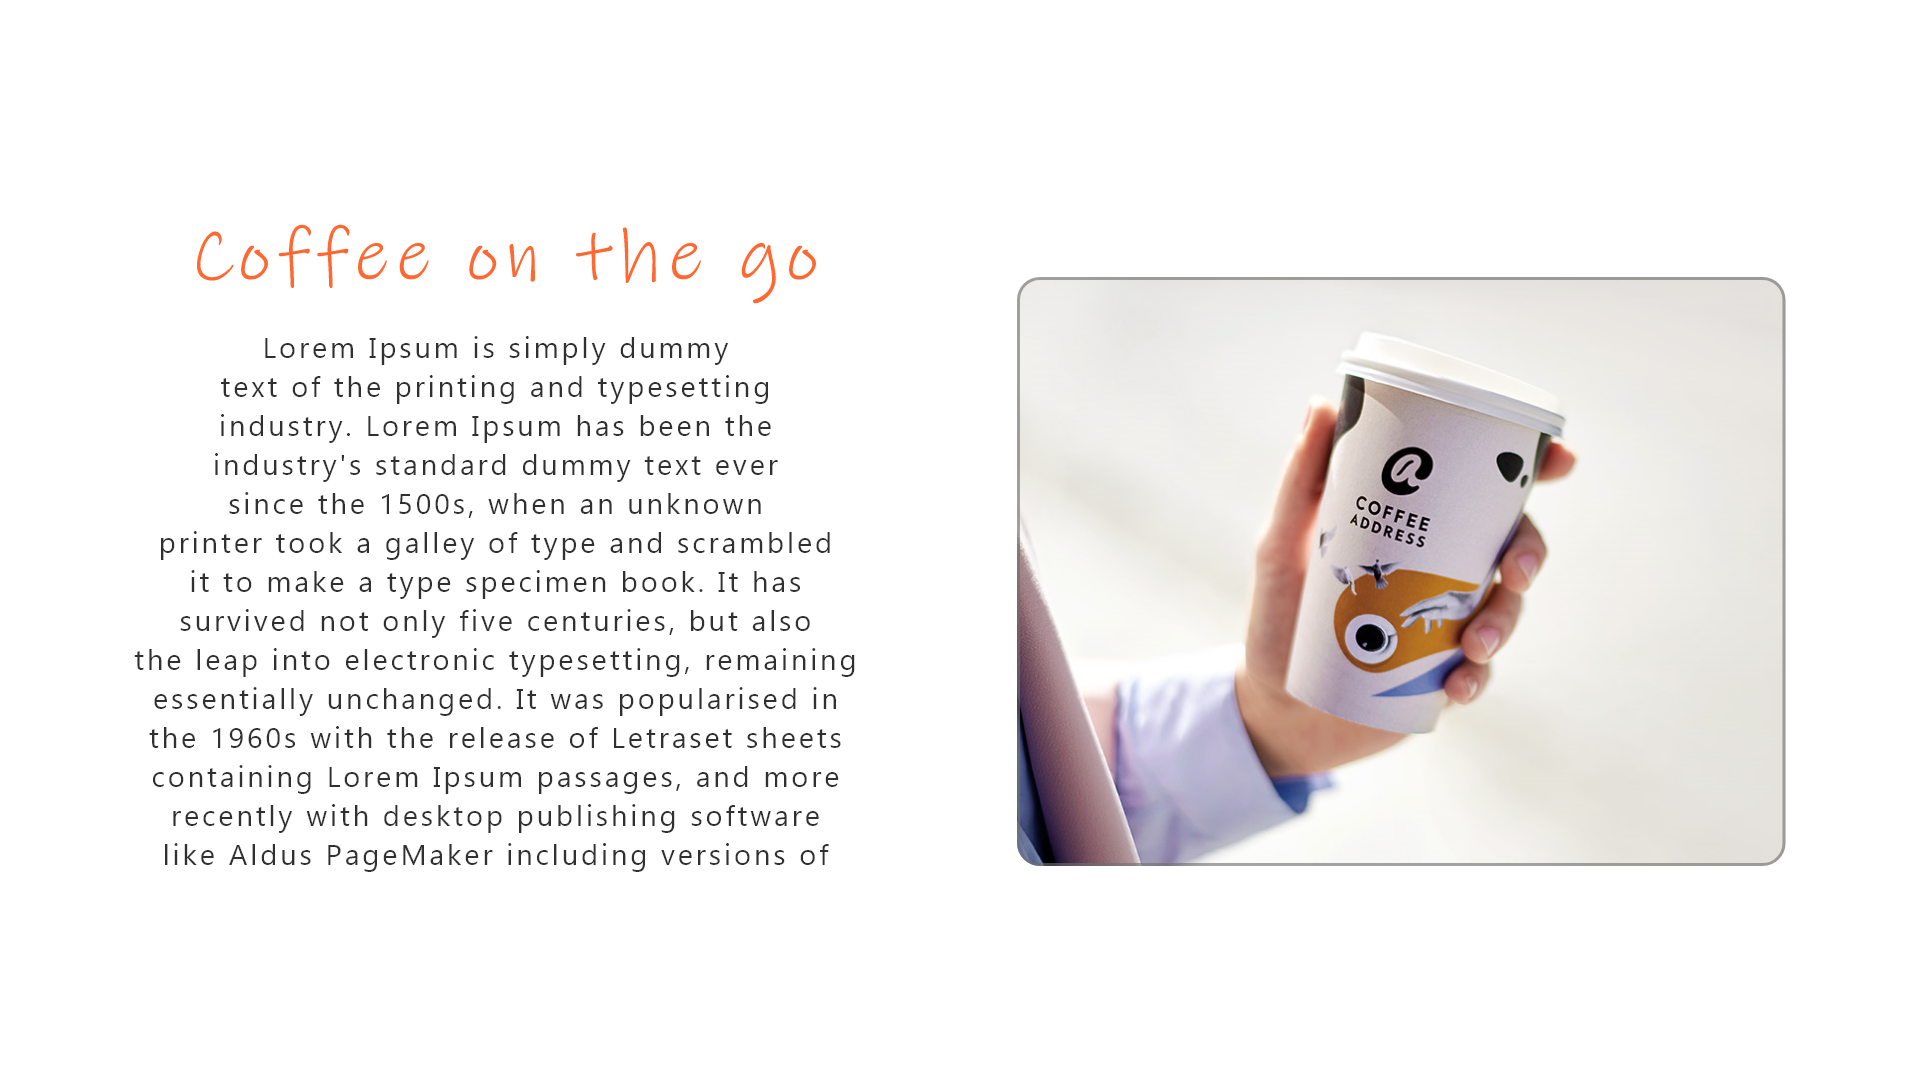 Coffee on the go
Lorem Ipsum is simply dummy
text of the printing and typesetting
industry. Lorem Ipsum has been the
industry's standard dummy text ever
since the 1500s, when an unknown
printer took a galley of type and scrambled
it to make a type specimen book. It has
survived not only five centuries, but also
the leap into electronic typesetting, remaining
essentially unchanged. It was popularised in
the 1960s with the release of Letraset sheets
containing Lorem Ipsum passages, and more
recently with desktop publishing software
like Aldus PageMaker including versions of
COFFEE
ADDRESS